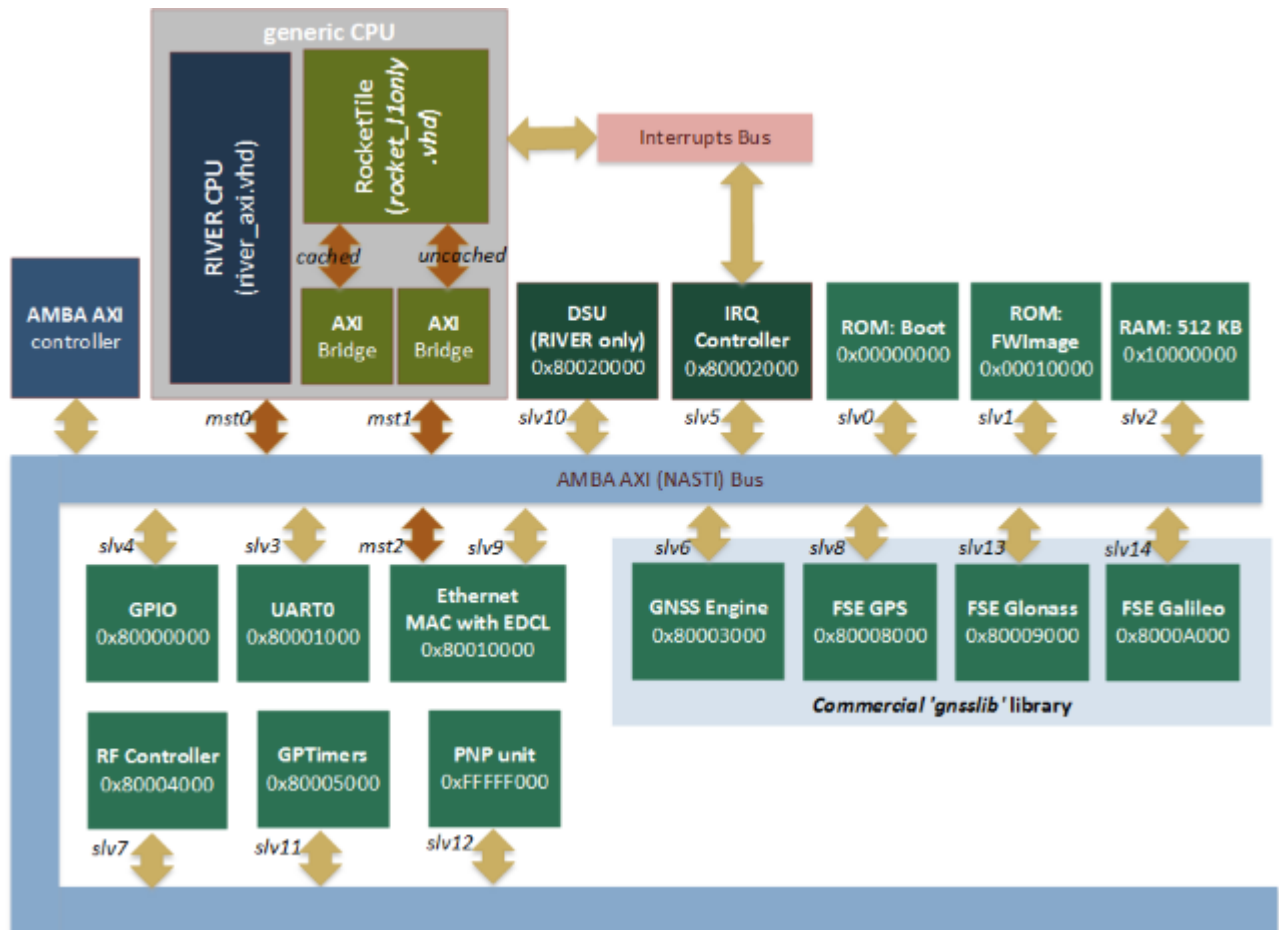 generic CPU
RIVER CPU
(river_axi.vhd)
RocketTile
(rocket_l1only
.vhd)
Interrupts Bus
cached
uncached
AMBA AXI
controller
AXI
Bridge
AXI
Bridge
DSU
(RIVER only)
0x80020000
IRQ
Controller
0x80002000
ROM: Boot
0x00000000
ROM:
FWImage
0x00010000
RAM: 512 KB
0x10000000
mst0
mst1
slv10
slv5
slv0
slv1
slv2
AMBA AXI (NASTI) Bus
slv4
slv3
mst2
slv9
slv6
slv8
slv13
slv14
GPIO
0x80000000
UART0
0x80001000
Ethernet
MAC with EDCL
0x80010000
GNSS Engine
0x80003000
FSE GPS
0x80008000
FSE Glonass
0x80009000
FSE Galileo
0x8000A000
Commercial 'gnsslib' library
RF Controller
0x80004000
GPTimers
0x80005000
PNP unit
0xFFFFF000
slv7
slv11
slv12